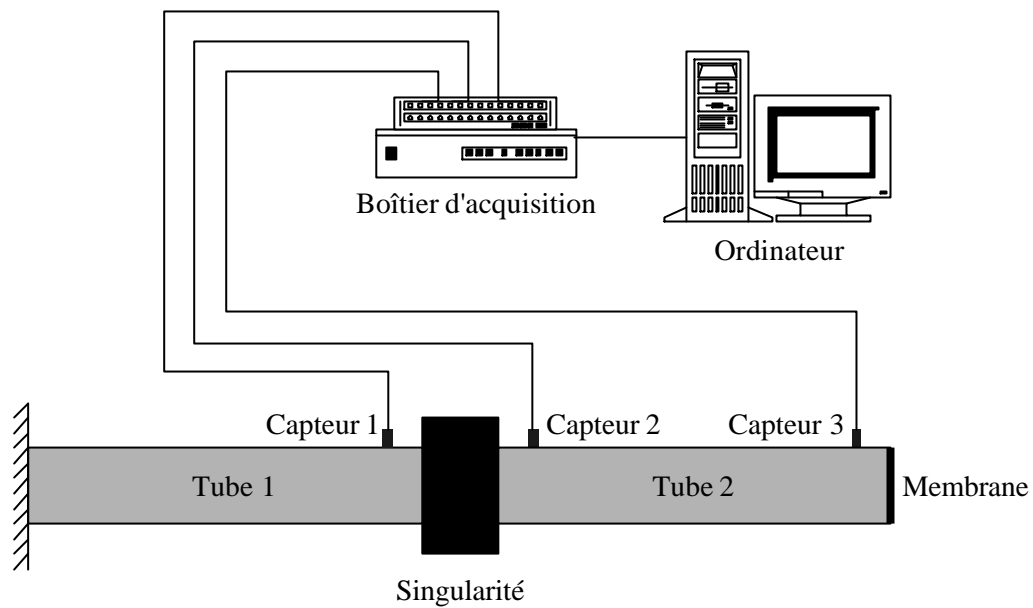 Boîtier d'acquisition
Ordinateur
Capteur 1
Capteur 2
Capteur 3
Tube 1
Tube 2
Membrane
Singularité